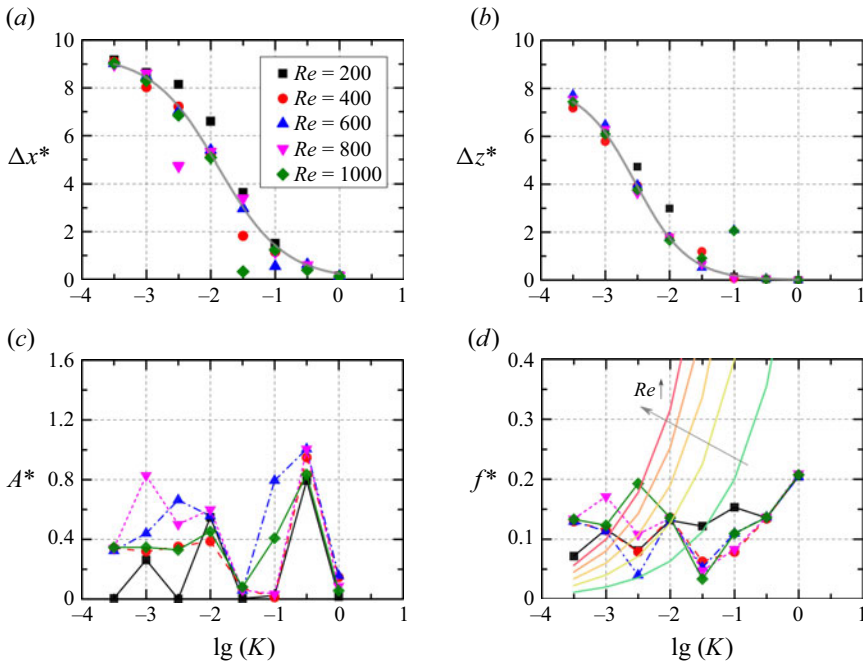 (a)
(b)
10
8
6
4
2
0
Δx*
Re = 200
Re = 400
Re = 600
Re = 800
Re = 1000
–4
–3
–2
–1
0
1
10
8
6
4
2
0
Δz*
–4
–3
–2
–1
0
1
(c)
(d)
1.6
1.2
0.8
0.4
0
A*
–4
–3
–2
–1
0
1
lg (K)
0.4
0.3
0.2
0.1
0
f*
Re
–4
–3
–2
–1
0
1
lg (K)